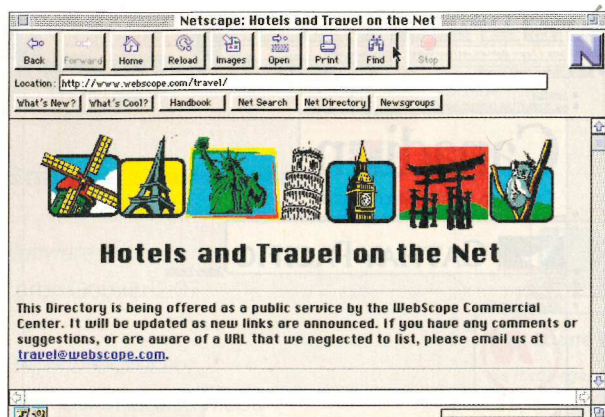 Netscape: Hotels and Travel on the Net
Back Forward Home Reload Images Open Print Find Stop
N
Location: http://www.webscope.com/travel/
What's New? What's Cool? Handbook Net Search Net Directory Newsgroups
Hotels and Travel on the Net
This Directory is being offered as a public service by the WebScope Commercial
Center. It will be updated as new links are announced. If you have any comments or
suggestions, or are aware of a URL that we neglected to list, please email us at
travel@webscope.com.